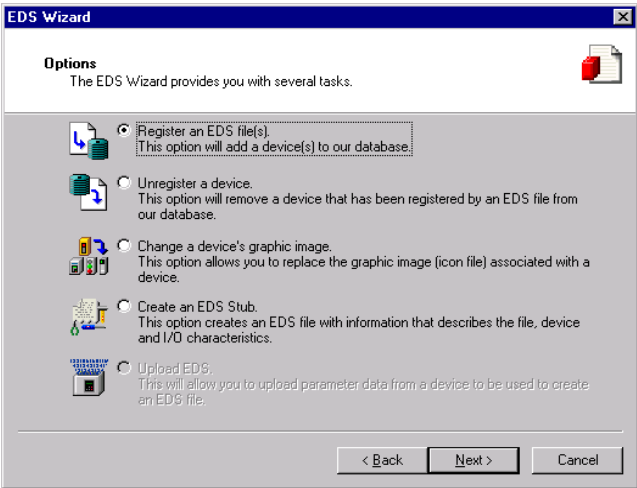 EDS Wizard
Options
The EDS Wizard provides you with several tasks.
Register an EDS file(s).
This option will add a device(s) to our database.
Unregister a device.
This option will remove a device that has been registered by an EDS file from
our database.
Change a device's graphic image.
This option allows you to replace the graphic image (icon file) associated with a
device.
Create an EDS Stub.
This option creates an EDS file with information that describes the file, device
and I/O characteristics.
Upload EDS.
This will allow you to upload parameter data from a device to be used to create
an EDS file.
< Back
Next >
Cancel